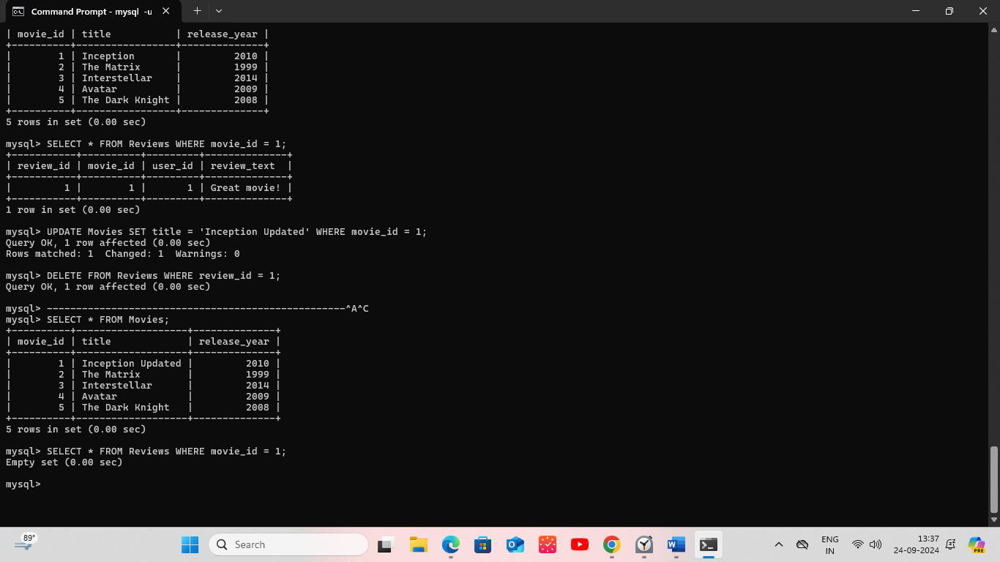 Command Prompt - mysql  -u
| movie_id | title           | release_year |
+----------+-----------------+--------------+
|        1 | Inception       |         2010 |
|        2 | The Matrix      |         1999 |
|        3 | Interstellar    |         2014 |
|        4 | Avatar          |         2009 |
|        5 | The Dark Knight |         2008 |
+----------+-----------------+--------------+
5 rows in set (0.00 sec)
mysql> SELECT * FROM Reviews WHERE movie_id = 1;
+-----------+----------+---------+--------------+
| review_id | movie_id | user_id | review_text  |
+-----------+----------+---------+--------------+
|         1 |        1 |       1 | Great movie! |
+-----------+----------+---------+--------------+
1 row in set (0.00 sec)
mysql> UPDATE Movies SET title = 'Inception Updated' WHERE movie_id = 1;
Query OK, 1 row affected (0.00 sec)
Rows matched: 1  Changed: 1  Warnings: 0
mysql> DELETE FROM Reviews WHERE review_id = 1;
Query OK, 1 row affected (0.00 sec)
mysql> ---------------------------------------------------^A^C
mysql> SELECT * FROM Movies;
+----------+-------------------+--------------+
| movie_id | title             | release_year |
+----------+-------------------+--------------+
|        1 | Inception Updated |         2010 |
|        2 | The Matrix        |         1999 |
|        3 | Interstellar      |         2014 |
|        4 | Avatar            |         2009 |
|        5 | The Dark Knight   |         2008 |
+----------+-------------------+--------------+
5 rows in set (0.00 sec)
mysql> SELECT * FROM Reviews WHERE movie_id = 1;
Empty set (0.00 sec)
mysql>
89°
Search
ENG
IN
13:37
24-09-2024
PRE